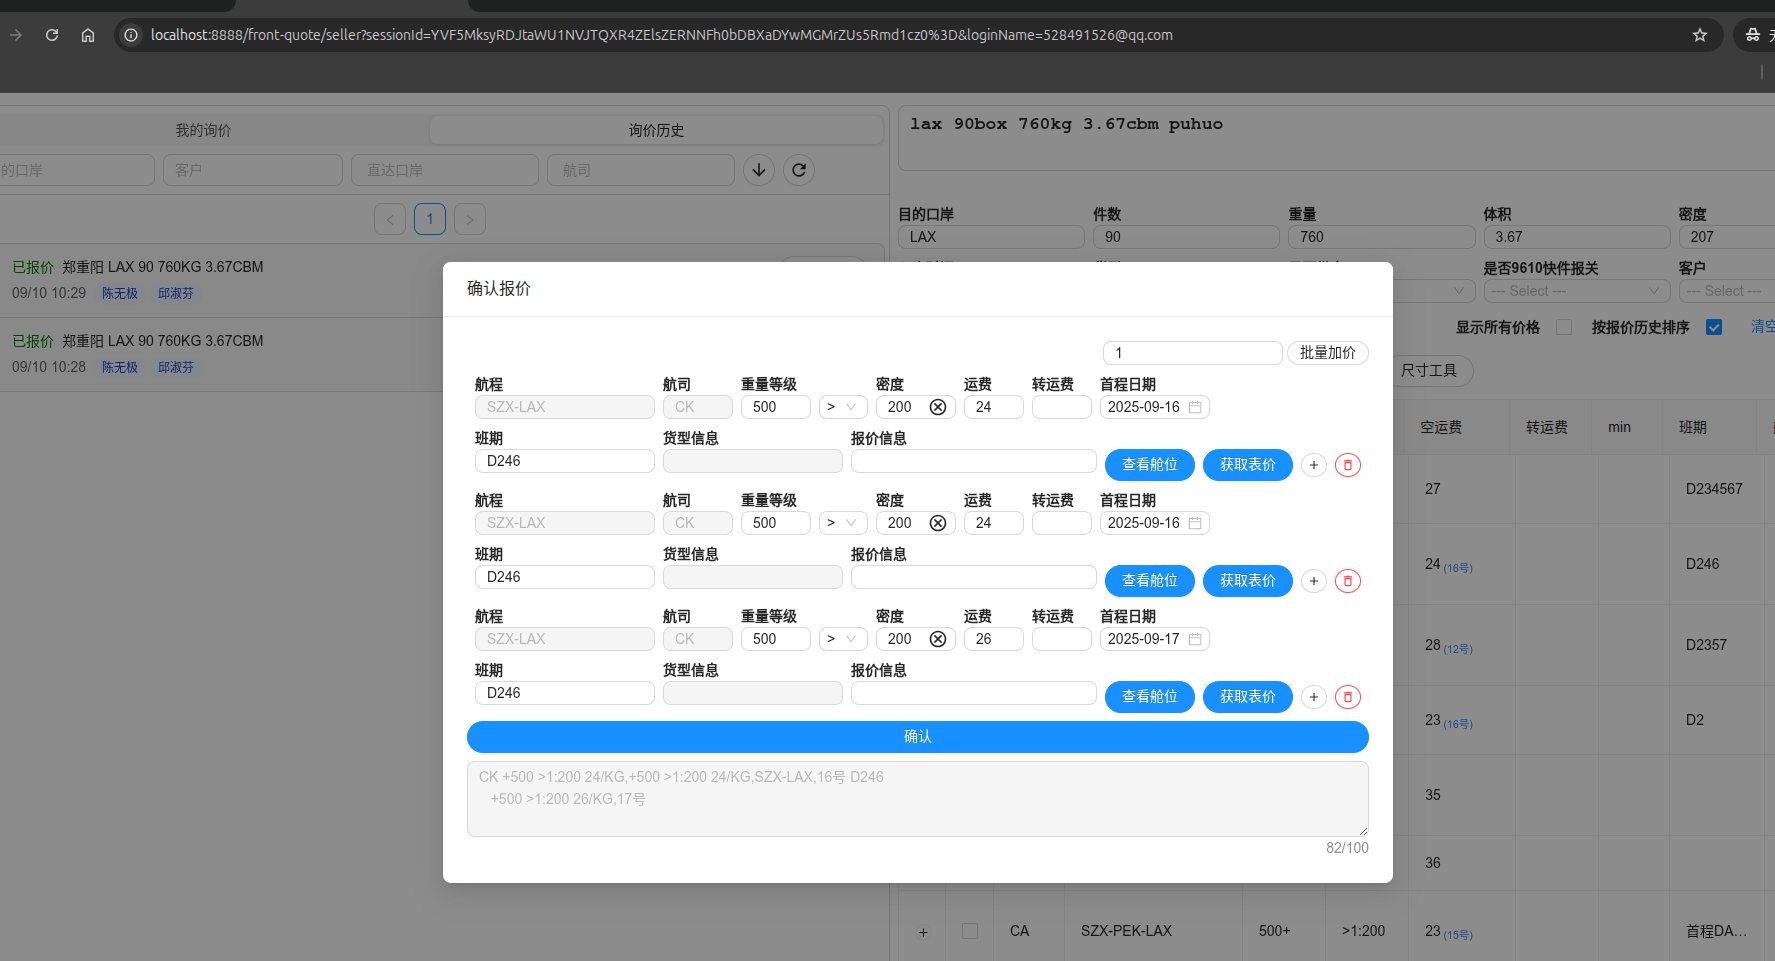 localhost:8888/front-quote/seller?sessionId=YVF5MksyRDJtaWU1NVJTQXR4ZElsZERNNFh0bDBXaDYwMGMrZUs5Rmd1cz0%3D&loginName=528491526@qq.com
我的询价 询价历史
的口岸 客户 直达口岸 航司
< 1 >
已报价 郑重阳 LAX 90 760KG 3.67CBM
09/10 10:29 陈无极 邱淑芬
已报价 郑重阳 LAX 90 760KG 3.67CBM
09/10 10:28 陈无极 邱淑芬
lax 90box 760kg 3.67cbm puhuo
目的口岸 件数 重量 体积 密度
LAX 90 760 3.67 207
是否9610快件报关 客户
--- Select --- --- Select ---
显示所有价格 按报价历史排序 清空
尺寸工具
空运费 转运费 min 班期
27 D234567
24 (16号) D246
28 (12号) D2357
23 (16号) D2
35
36
+ CA SZX-PEK-LAX 500+ >1:200 23 (15号) 首程DA...
确认报价
1 批量加价
航程 航司 重量等级 密度 运费 转运费 首程日期
SZX-LAX CK 500 > 200 24 2025-09-16
班期 货型信息 报价信息
D246 查看舱位 获取表价 +
航程 航司 重量等级 密度 运费 转运费 首程日期
SZX-LAX CK 500 > 200 24 2025-09-16
班期 货型信息 报价信息
D246 查看舱位 获取表价 +
航程 航司 重量等级 密度 运费 转运费 首程日期
SZX-LAX CK 500 > 200 26 2025-09-17
班期 货型信息 报价信息
D246 查看舱位 获取表价 +
确认
CK +500 >1:200 24/KG,+500 >1:200 24/KG,SZX-LAX,16号 D246
+500 >1:200 26/KG,17号
82/100